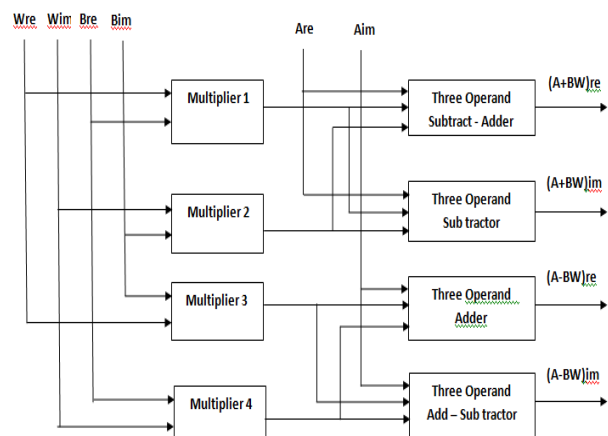 Wre Wim Bre Bim
Are Aim
Multiplier 1
Three Operand
Subtract - Adder
(A+BW)re
Multiplier 2
Three Operand
Sub tractor
(A+BW)im
Multiplier 3
Three Operand
Adder
(A-BW)re
Multiplier 4
Three Operand
Add – Sub tractor
(A-BW)im